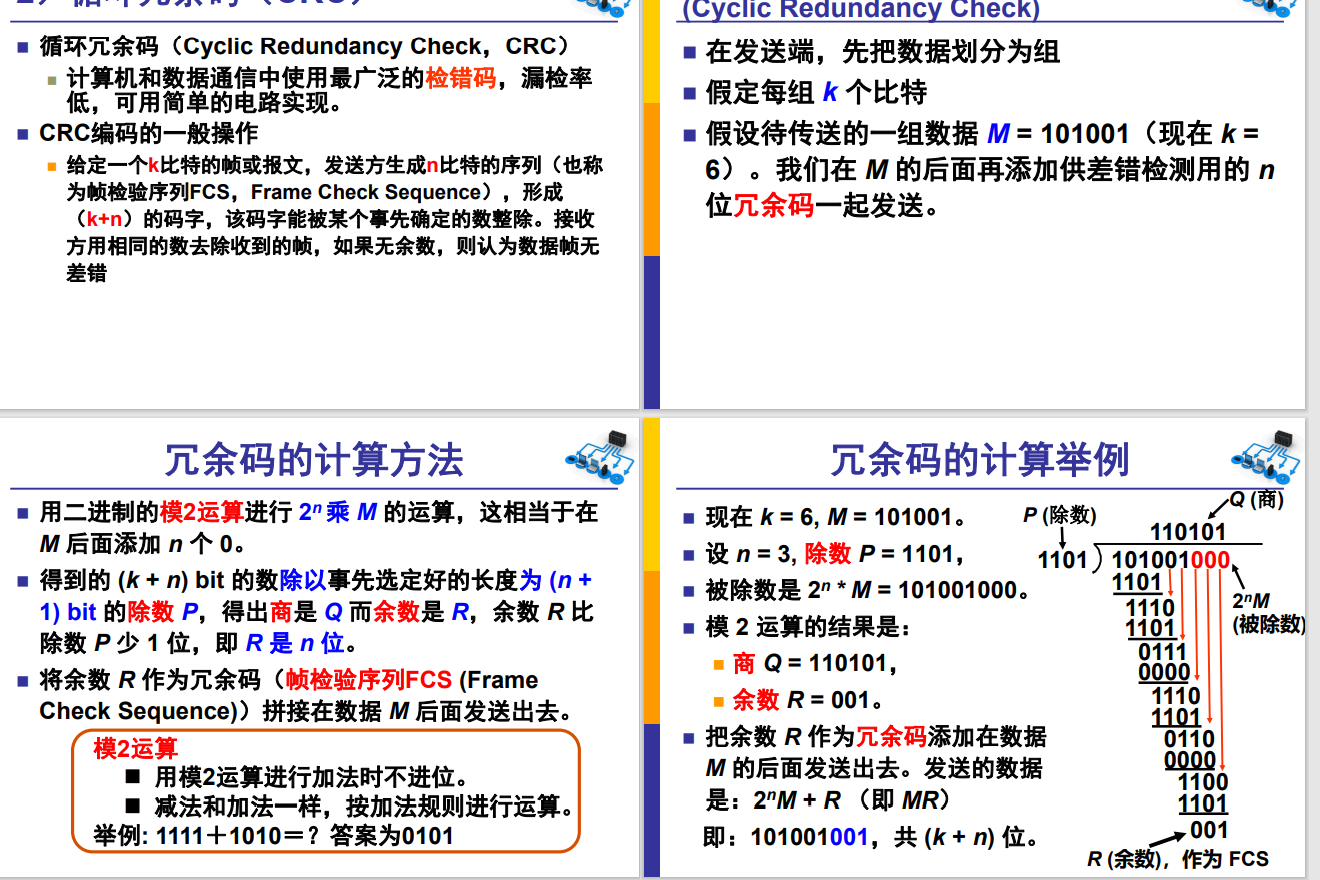 2）循环冗余码（CRC）
■ 循环冗余码（Cyclic Redundancy Check，CRC）
■ 计算机和数据通信中使用最广泛的检错码，漏检率
低，可用简单的电路实现。
■ CRC编码的一般操作
■ 给定一个k比特的帧或报文，发送方生成n比特的序列（也称
为帧检验序列FCS，Frame Check Sequence），形成
（k+n）的码字，该码字能被某个事先确定的数整除。接收
方用相同的数去除收到的帧，如果无余数，则认为数据帧无
差错
(Cyclic Redundancy Check)
■ 在发送端，先把数据划分为组
■ 假定每组 k 个比特
■ 假设待传送的一组数据 M = 101001（现在 k =
6）。我们在 M 的后面再添加供差错检测用的 n
位冗余码一起发送。
冗余码的计算方法
■ 用二进制的模2运算进行 2ⁿ 乘 M 的运算，这相当于在
M 后面添加 n 个 0。
■ 得到的 (k + n) bit 的数除以事先选定好的长度为 (n +
1) bit 的除数 P，得出商是 Q 而余数是 R，余数 R 比
除数 P 少 1 位，即 R 是 n 位。
■ 将余数 R 作为冗余码（帧检验序列FCS (Frame
Check Sequence)）拼接在数据 M 后面发送出去。
模2运算
■ 用模2运算进行加法时不进位。
■ 减法和加法一样，按加法规则进行运算。
举例: 1111＋1010＝？答案为0101
冗余码的计算举例
■ 现在 k = 6, M = 101001。
■ 设 n = 3, 除数 P = 1101，
■ 被除数是 2ⁿ * M = 101001000。
■ 模 2 运算的结果是：
■ 商 Q = 110101，
■ 余数 R = 001。
■ 把余数 R 作为冗余码添加在数据
M 的后面发送出去。发送的数据
是：2ⁿM + R （即 MR）
即：101001001，共 (k + n) 位。
Q (商)
P (除数)
110101
1101 ) 101001000
1101
1110
1101
0111
0000
1110
1101
0110
0000
1100
1101
001
2ⁿM
(被除数)
R (余数)，作为 FCS